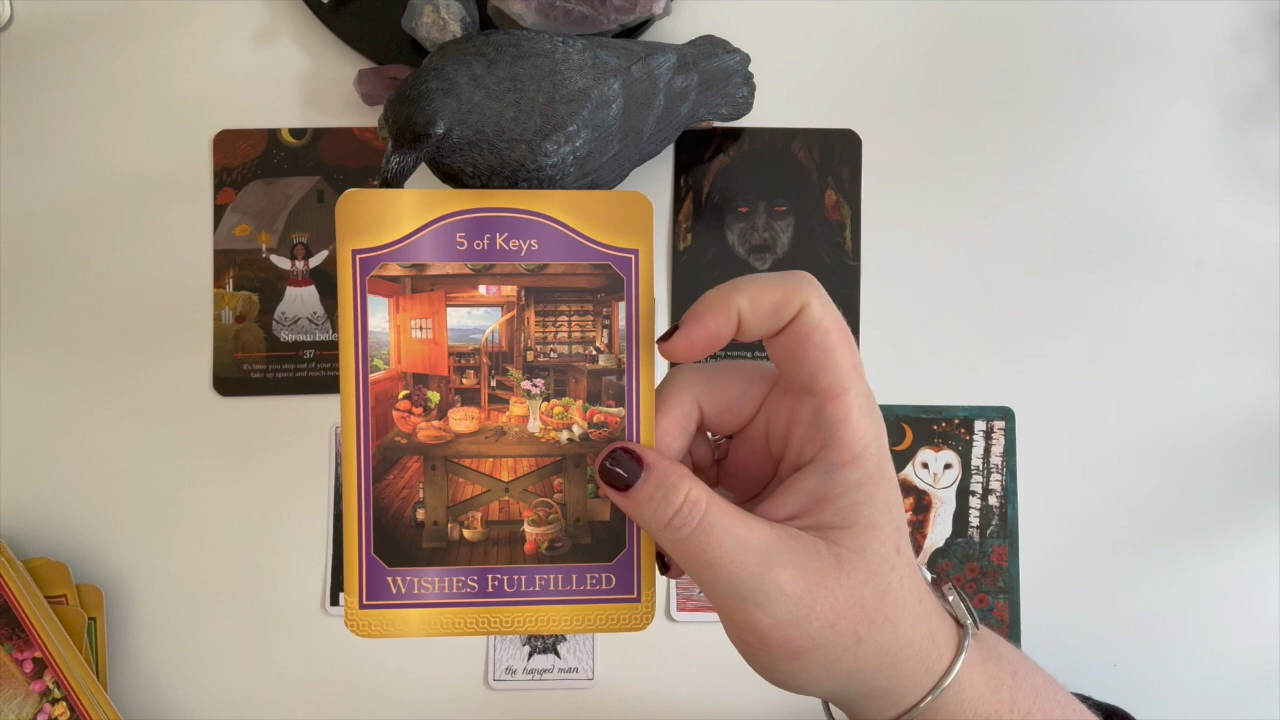 5 of Keys
WISHES FULFILLED
Straw bale
37
It's time you step out of your
take up space and reach new
my warning, dear
the hanged man